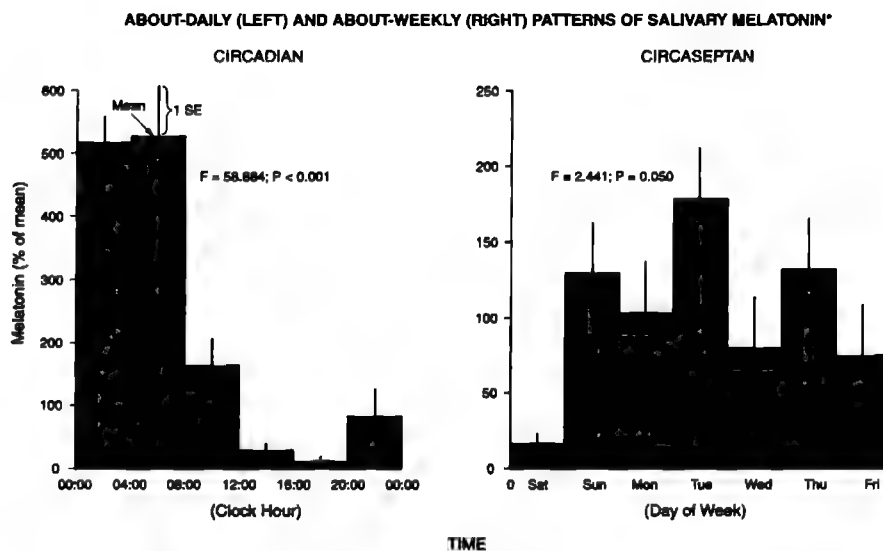 ABOUT-DAILY (LEFT) AND ABOUT-WEEKLY (RIGHT) PATTERNS OF SALIVARY MELATONIN*
CIRCADIAN
600
500
400
300
200
100
0
Melatonin (% of mean)
Mean
1 SE
F = 58.884; P < 0.001
00:00 04:00 08:00 12:00 16:00 20:00 00:00
(Clock Hour)
CIRCASEPTAN
250
200
150
100
50
0
F = 2.441; P = 0.050
0 Sat Sun Mon Tue Wed Thu Fri
(Day of Week)
TIME